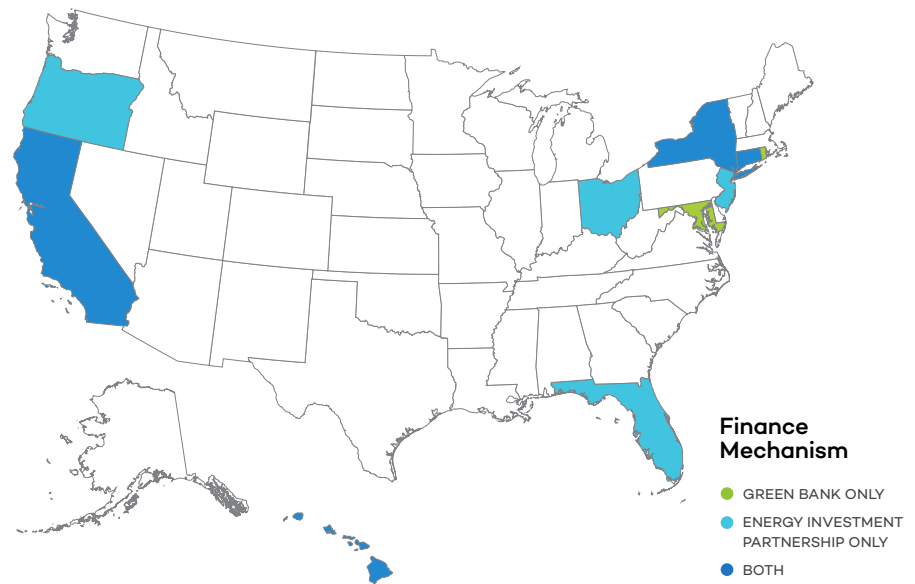 Finance
Mechanism
GREEN BANK ONLY
ENERGY INVESTMENT
PARTNERSHIP ONLY
BOTH